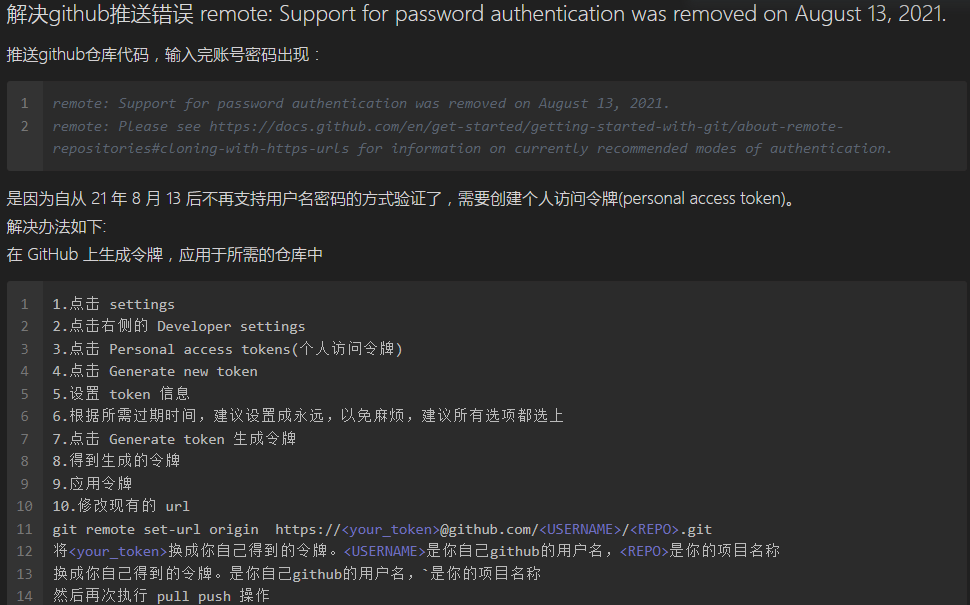 解决github推送错误 remote: Support for password authentication was removed on August 13, 2021.
推送github仓库代码，输入完账号密码出现：
1 remote: Support for password authentication was removed on August 13, 2021.
2 remote: Please see https://docs.github.com/en/get-started/getting-started-with-git/about-remote-
repositories#cloning-with-https-urls for information on currently recommended modes of authentication.
是因为自从 21 年 8 月 13 后不再支持用户名密码的方式验证了，需要创建个人访问令牌(personal access token)。
解决办法如下:
在 GitHub 上生成令牌，应用于所需的仓库中
1 1.点击 settings
2 2.点击右侧的 Developer settings
3 3.点击 Personal access tokens(个人访问令牌)
4 4.点击 Generate new token
5 5.设置 token 信息
6 6.根据所需过期时间，建议设置成永远，以免麻烦，建议所有选项都选上
7 7.点击 Generate token 生成令牌
8 8.得到生成的令牌
9 9.应用令牌
10 10.修改现有的 url
11 git remote set-url origin  https://<your_token>@github.com/<USERNAME>/<REPO>.git
12 将<your_token>换成你自己得到的令牌。<USERNAME>是你自己github的用户名，<REPO>是你的项目名称
13 换成你自己得到的令牌。是你自己github的用户名，`是你的项目名称
14 然后再次执行 pull push 操作